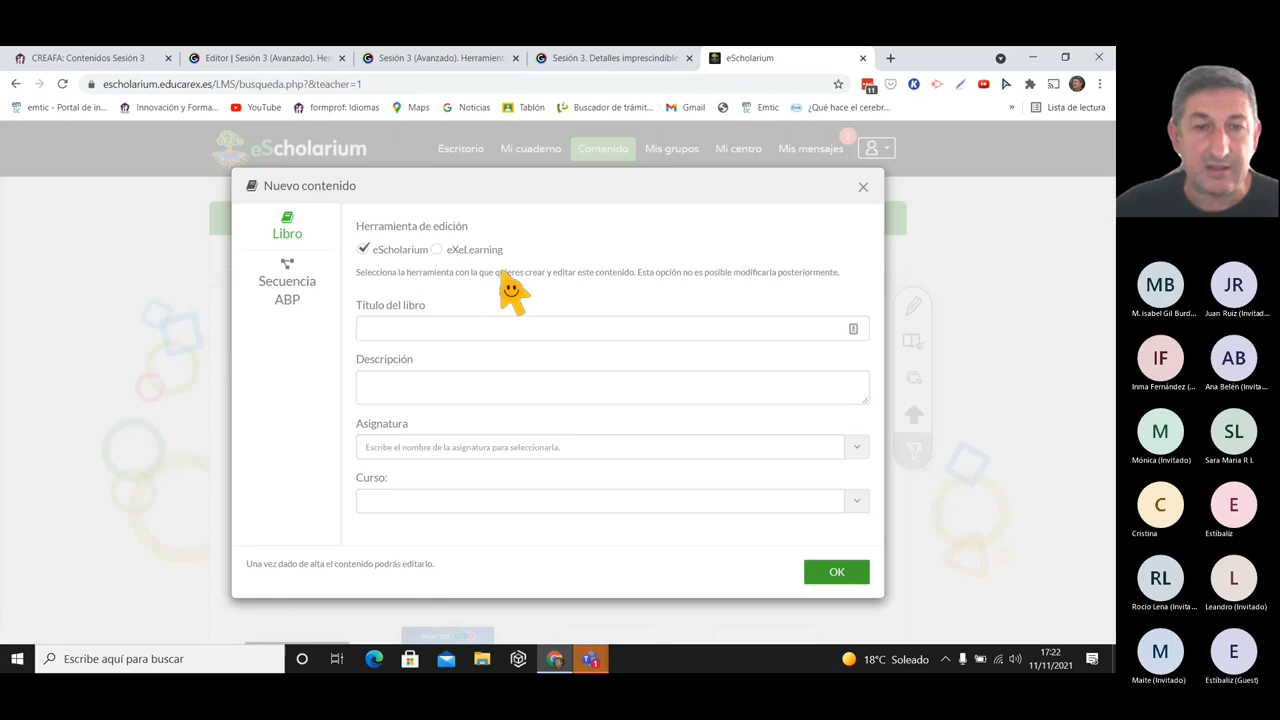 CREAFA: Contenidos Sesión 3
Editor | Sesión 3 (Avanzado). Her
Sesión 3 (Avanzado). Herramient
Sesión 3. Detalles imprescindible
eScholarium
escholarium.educarex.es/LMS/busqueda.php?&teacher=1
11
emtic - Portal de in...
Innovación y Forma...
YouTube
formprof: Idiomas
Maps
Noticias
Tablón
Buscador de trámit...
Gmail
Emtic
¿Qué hace el cerebr...
»
Lista de lectura
eScholarium
Escritorio
Mi cuaderno
Contenido
Mis grupos
Mi centro
Mis mensajes
Nuevo contenido
Libro
Secuencia
ABP
Herramienta de edición
eScholarium
eXeLearning
Selecciona la herramienta con la que quieres crear y editar este contenido. Esta opción no es posible modificarla posteriormente.
Título del libro
Descripción
Asignatura
Escribe el nombre de la asignatura para seleccionarla.
Curso:
Una vez dado de alta el contenido podrás editarlo.
OK
Escribe aquí para buscar
18°C Soleado
17:22
11/11/2021
MB
M. isabel Gil Burd...
JR
Juan Ruiz (Invitad...
IF
Inma Fernández (...
AB
Ana Belén (Invita...
M
Mónica (Invitado)
SL
Sara Maria R L
C
Cristina
E
Estíbaliz
RL
Rocio Lena (Invita...
L
Leandro (Invitado)
M
Maite (Invitado)
E
Estibaliz (Guest)